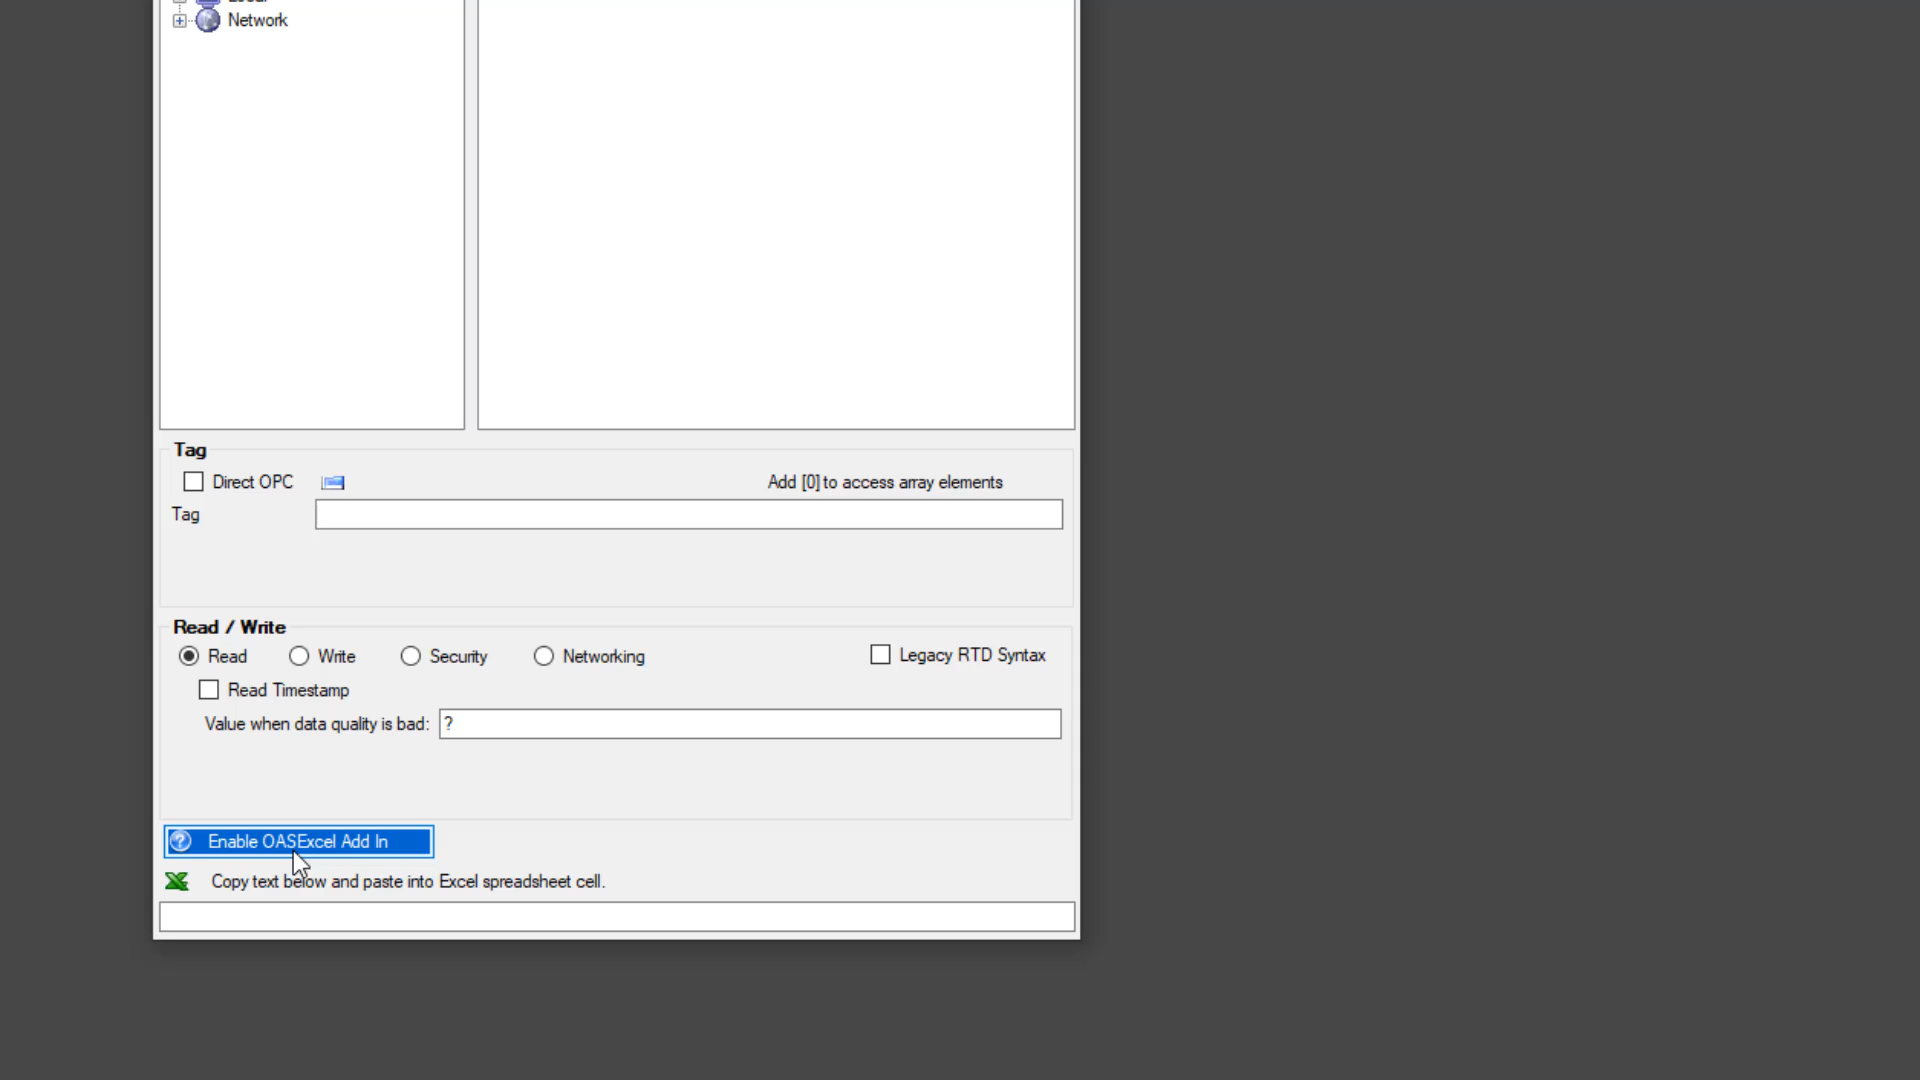 Network
Tag
Direct OPC
Add [0] to access array elements
Tag
Read / Write
Read
Write
Security
Networking
Legacy RTD Syntax
Read Timestamp
Value when data quality is bad:
?
Enable OASExcel Add In
Copy text below and paste into Excel spreadsheet cell.